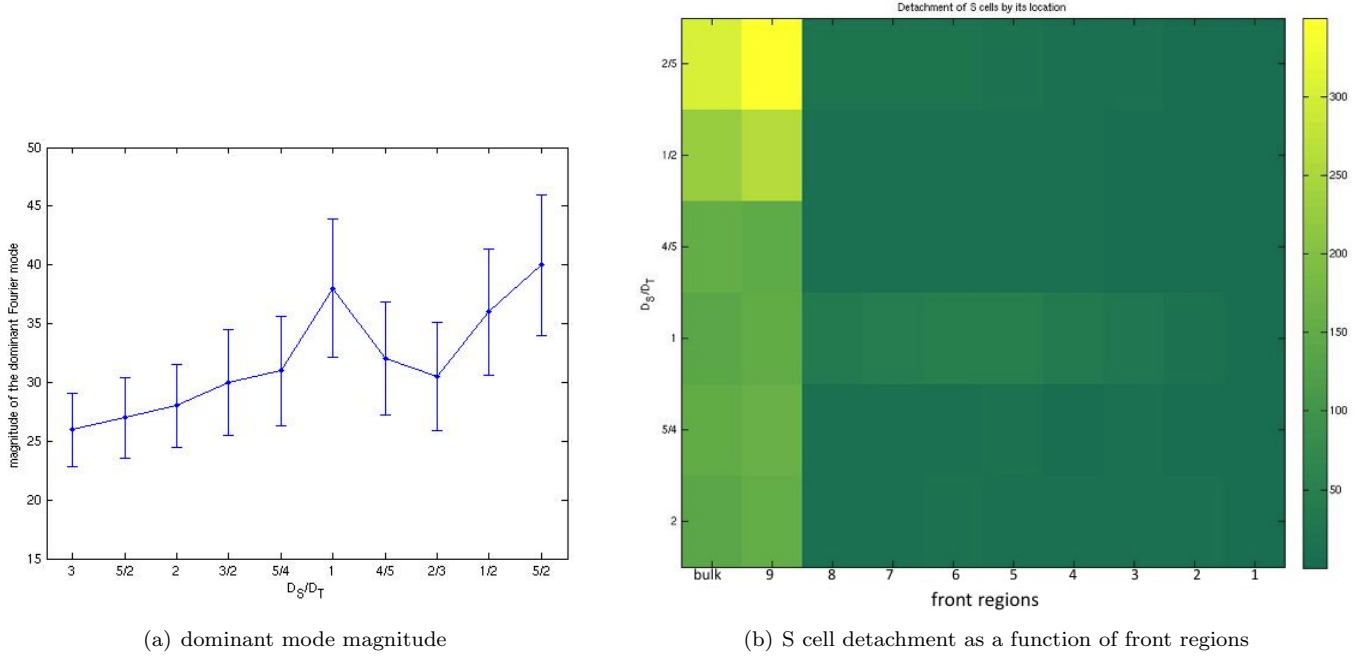 magnitude of the dominant Fourier mode
50
45
40
35
30
25
20
15
3 5/2 2 3/2 5/4 1 4/5 2/3 1/2 5/2
D_S/D_T
(a) dominant mode magnitude
Detachment of S cells by its location
D_S/D_T
2/5
1/2
4/5
1
5/4
2
bulk 9 8 7 6 5 4 3 2 1
front regions
300
250
200
150
100
50
(b) S cell detachment as a function of front regions